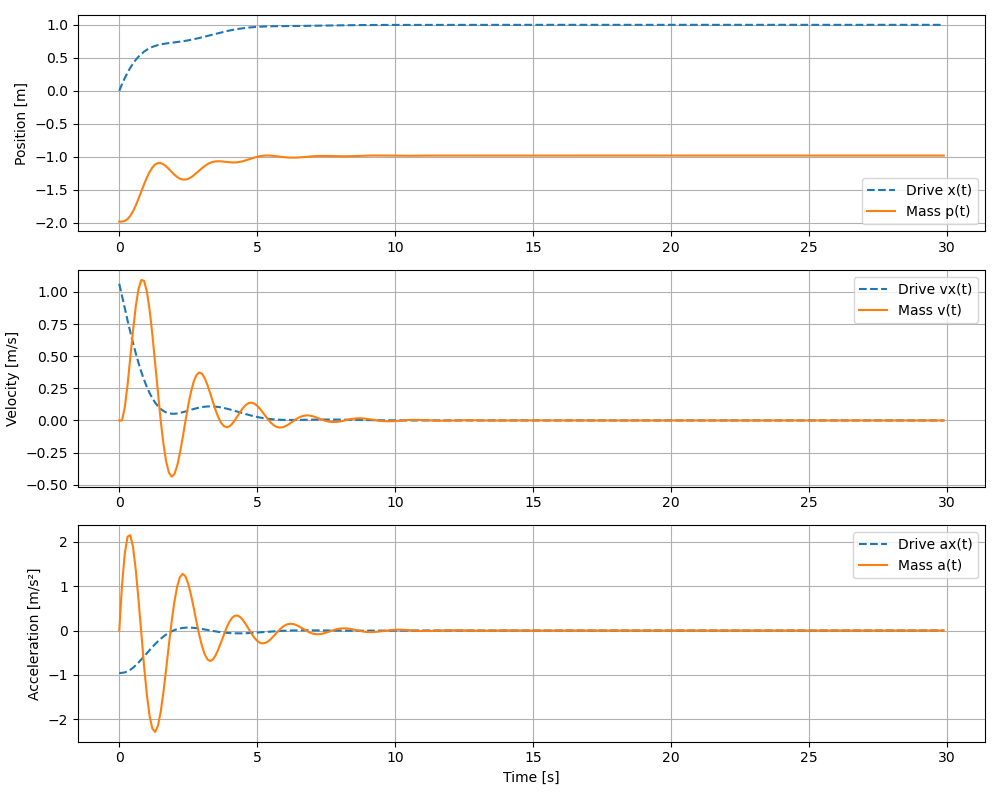 Position [m]
1.0
0.5
0.0
−0.5
−1.0
−1.5
−2.0
Drive x(t)
Mass p(t)
0 5 10 15 20 25 30
Velocity [m/s]
1.00
0.75
0.50
0.25
0.00
−0.25
−0.50
Drive vx(t)
Mass v(t)
0 5 10 15 20 25 30
Acceleration [m/s²]
2
1
0
−1
−2
Drive ax(t)
Mass a(t)
0 5 10 15 20 25 30
Time [s]